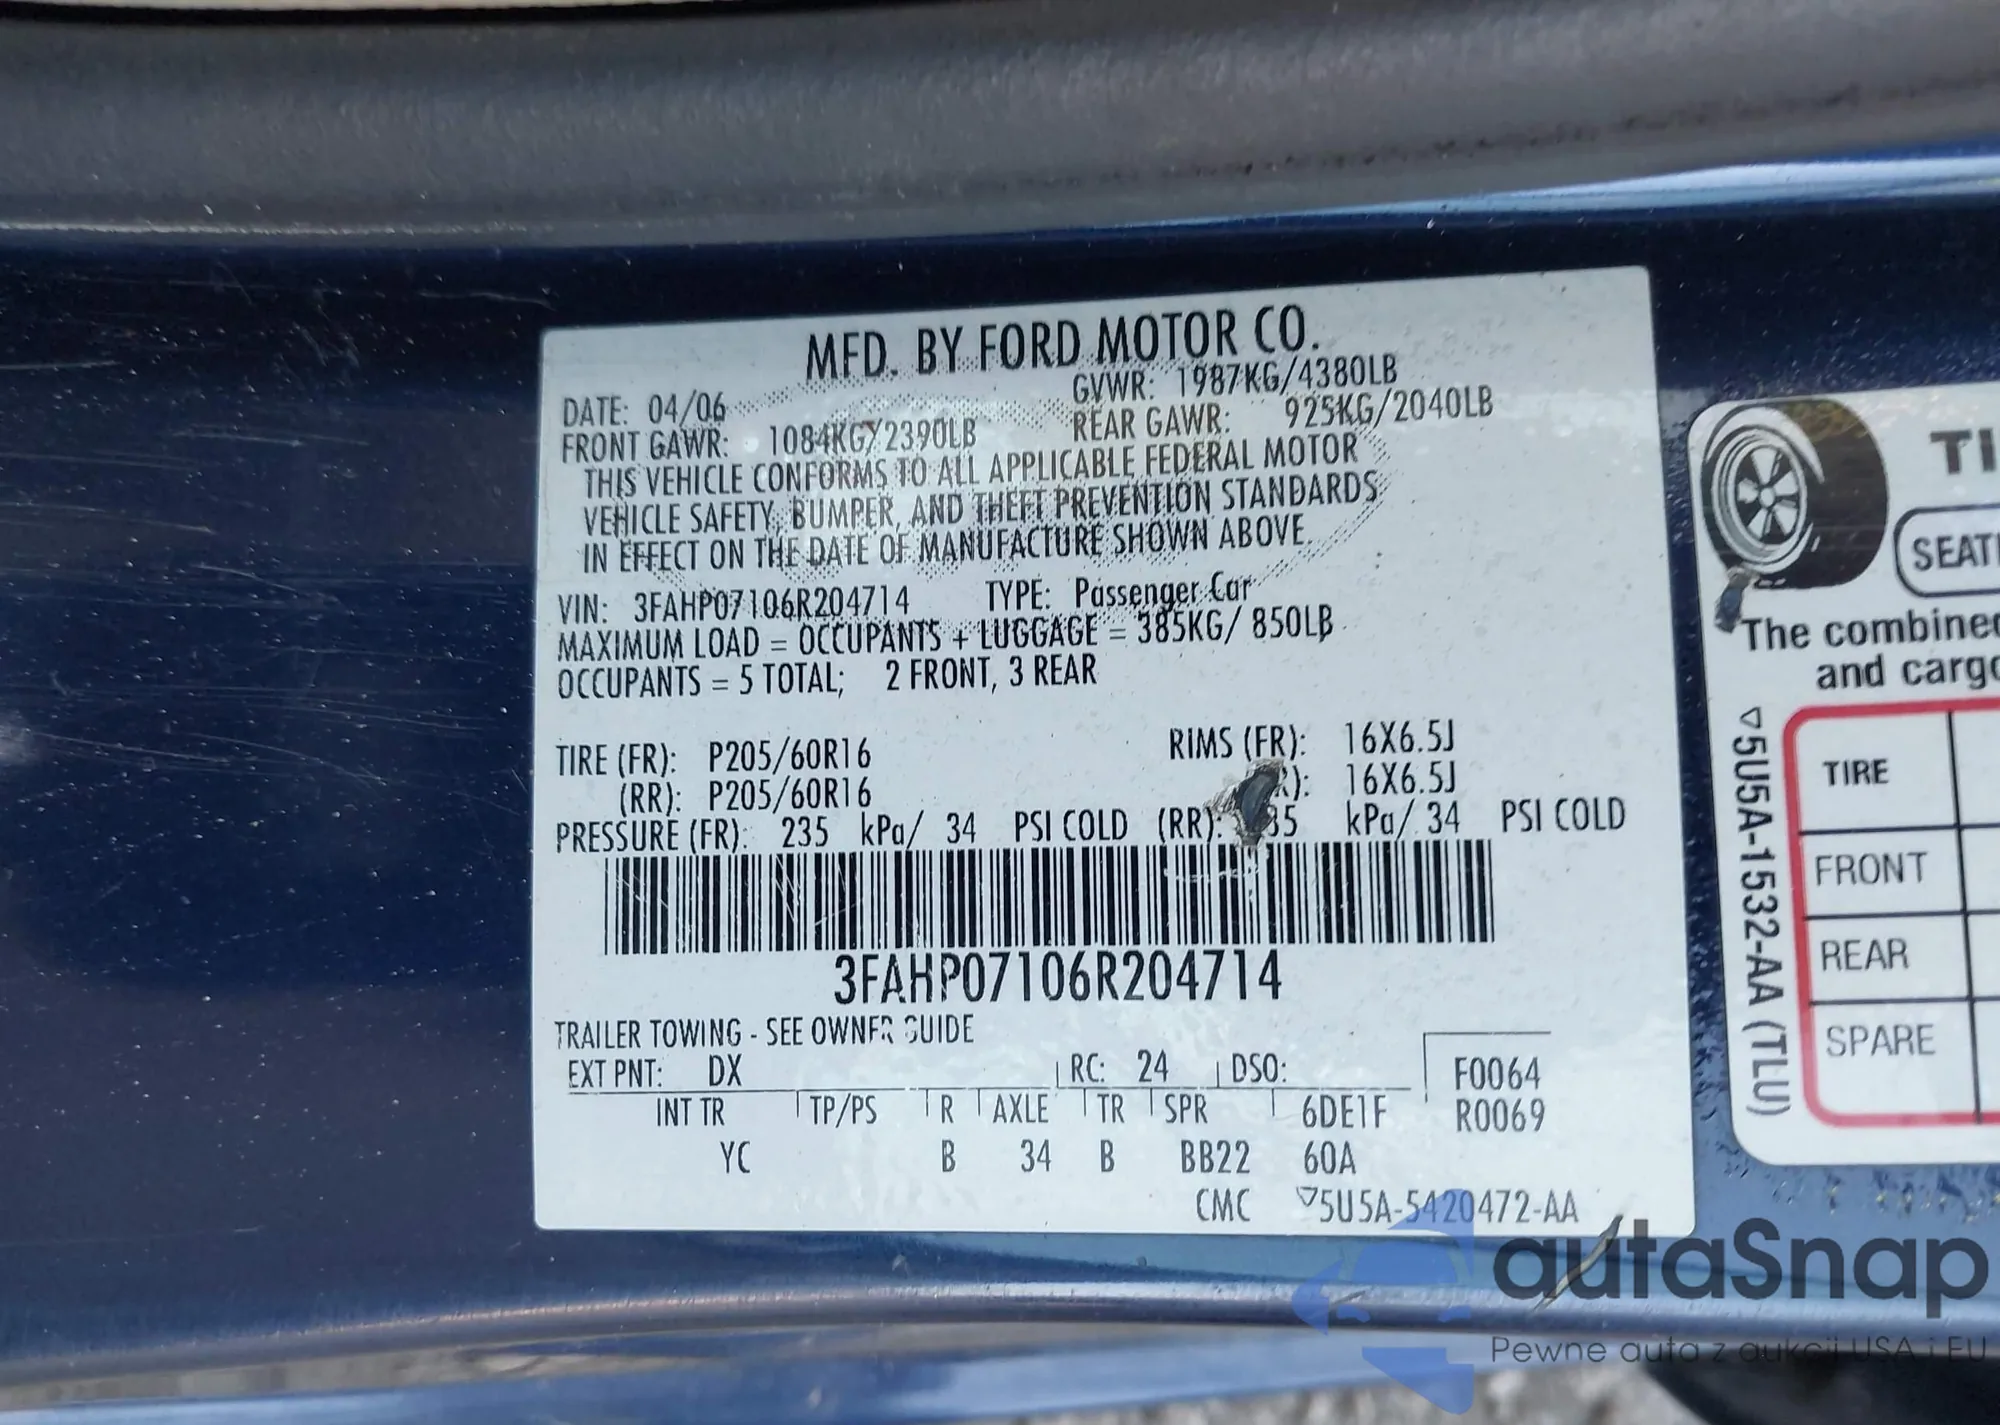 MFD. BY FORD MOTOR CO.
DATE: 04/06 GVWR: 1987KG/4380LB
FRONT GAWR: 1084KG/2390LB REAR GAWR: 925KG/2040LB
THIS VEHICLE CONFORMS TO ALL APPLICABLE FEDERAL MOTOR
VEHICLE SAFETY, BUMPER, AND THEFT PREVENTION STANDARDS
IN EFFECT ON THE DATE OF MANUFACTURE SHOWN ABOVE.
VIN: 3FAHP07106R204714 TYPE: Passenger Car
MAXIMUM LOAD = OCCUPANTS + LUGGAGE = 385KG/ 850LB
OCCUPANTS = 5 TOTAL; 2 FRONT, 3 REAR
TIRE (FR): P205/60R16 RIMS (FR): 16X6.5J
(RR): P205/60R16 R): 16X6.5J
PRESSURE (FR): 235 kPa/ 34 PSI COLD (RR): 35 kPa/ 34 PSI COLD
3FAHP07106R204714
TRAILER TOWING - SEE OWNER GUIDE
EXT PNT: DX RC: 24 DSO: F0064
INT TR TP/PS R AXLE TR SPR 6DE1F R0069
YC B 34 B BB22 60A
CMC ▽5U5A-5420472-AA
TI
SEATI
The combined
and cargo
▽5U5A-1532-AA (TLU)
TIRE
FRONT
REAR
SPARE
autaSnap
Pewne auta z aukcji USA i EU